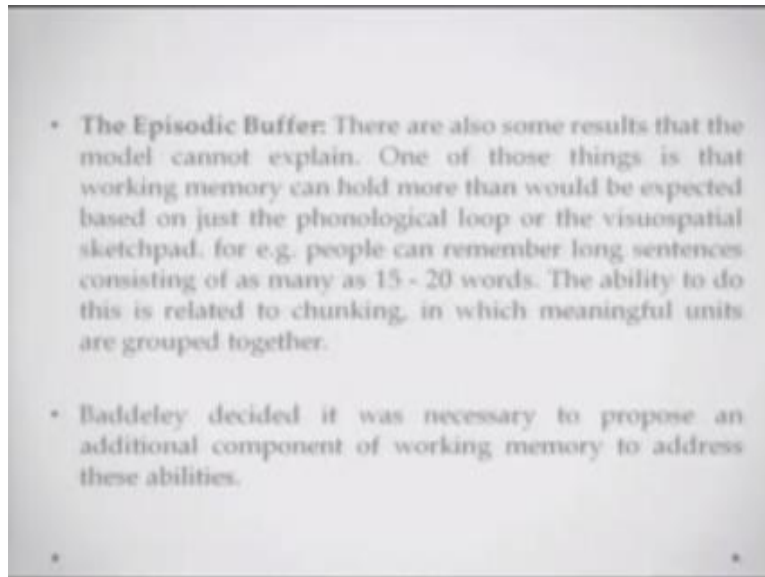 • The Episodic Buffer: There are also some results that the
model cannot explain. One of those things is that
working memory can hold more than would be expected
based on just the phonological loop or the visuospatial
sketchpad. for e.g. people can remember long sentences
consisting of as many as 15 - 20 words. The ability to do
this is related to chunking, in which meaningful units
are grouped together.
• Baddeley decided it was necessary to propose an
additional component of working memory to address
these abilities.